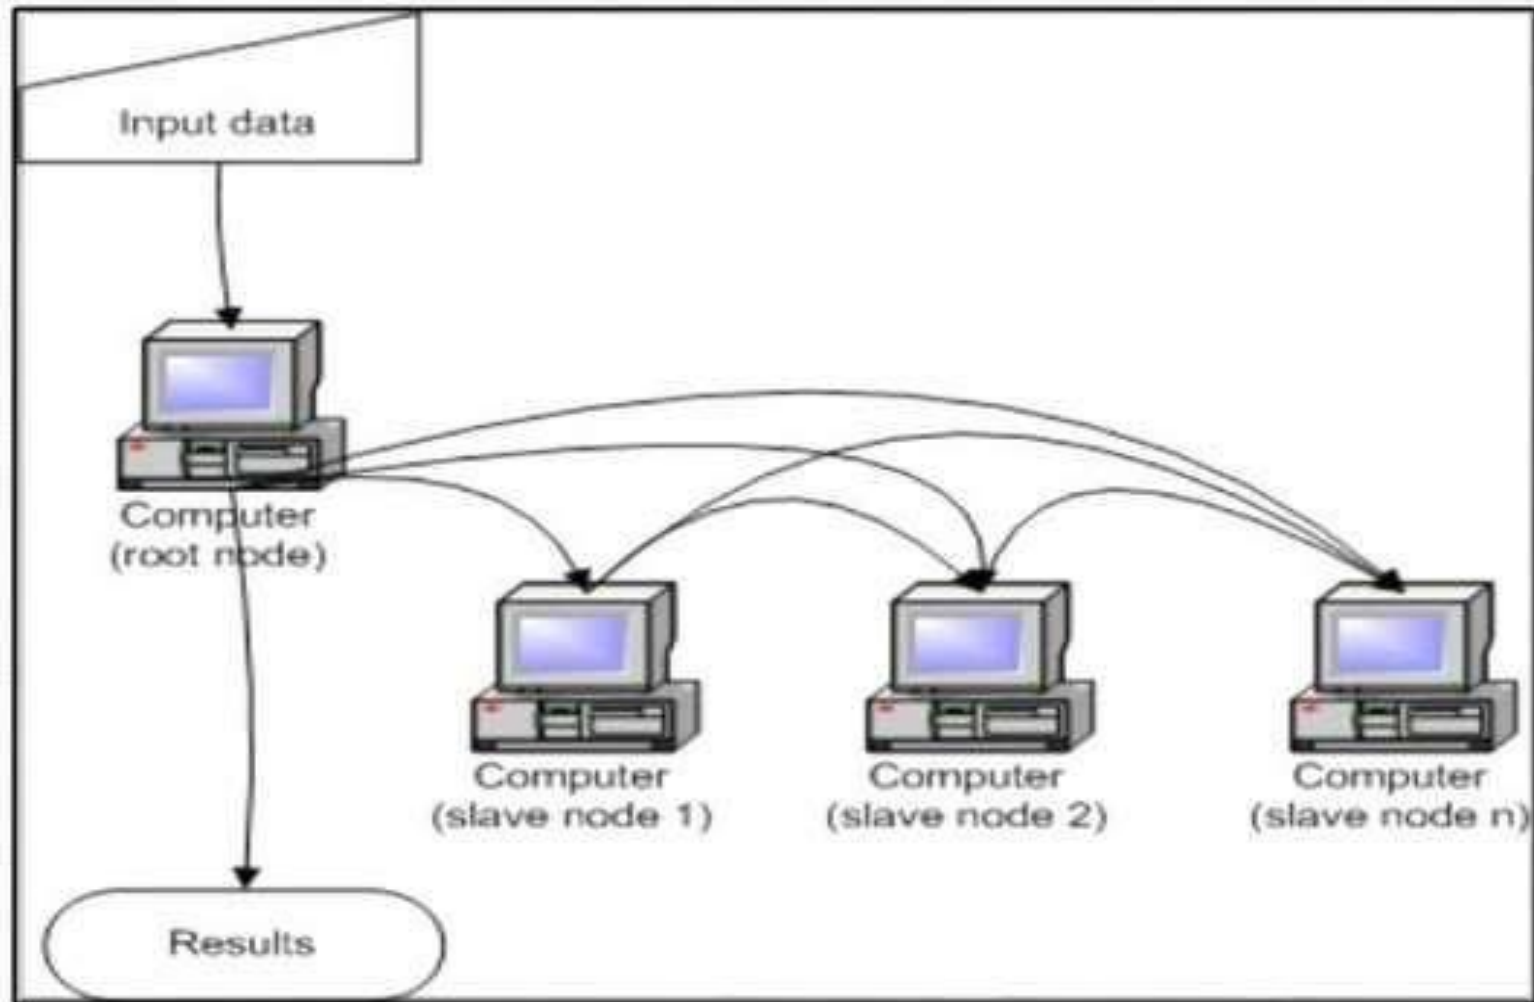 Input data
Computer
(root node)
Computer
(slave node 1)
Computer
(slave node 2)
Computer
(slave node n)
Results